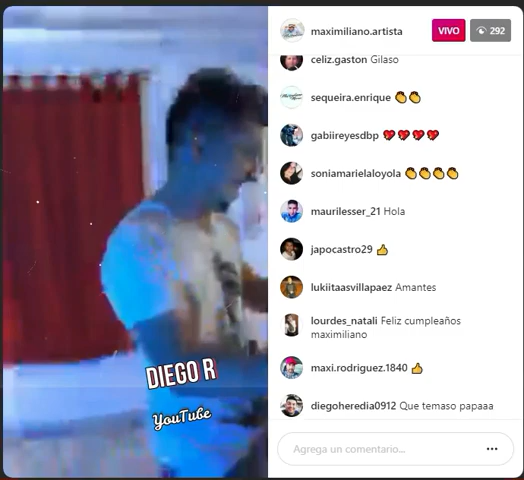 maximiliano.artista VIVO 292
celiz.gaston Gilaso
sequeira.enrique 👏👏
gabiireyesdbp 💖💖💖💖
soniamarielaloyola 👏👏👏👏
maurilesser_21 Hola
japocastro29 👍
lukiitaasvillapaez Amantes
lourdes_natali Feliz cumpleaños
maximiliano
maxi.rodriguez.1840 👍
diegoheredia0912 Que temaso papaaa
Agrega un comentario...
DIEGO R
YouTube